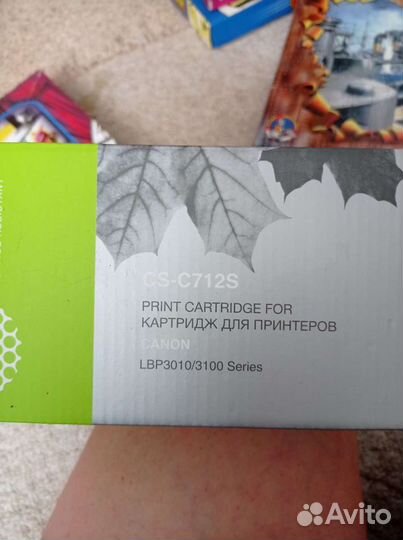 CS-C712S
PRINT CARTRIDGE FOR
КАРТРИДЖ ДЛЯ ПРИНТЕРОВ
CANON
LBP3010/3100 Series
Avito